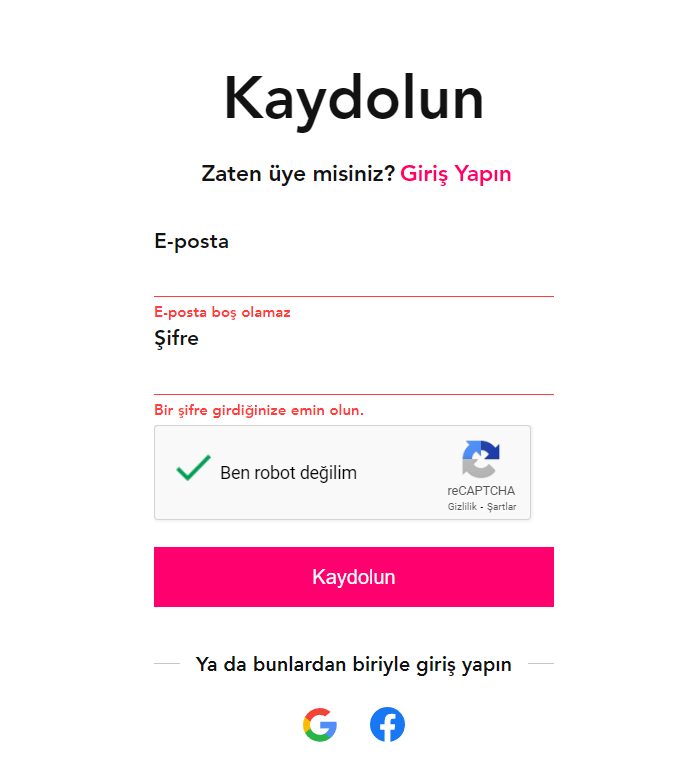 Kaydolun
Zaten üye misiniz? Giriş Yapın
E-posta
E-posta boş olamaz
Şifre
Bir şifre girdiğinize emin olun.
Ben robot değilim
reCAPTCHA
Gizlilik - Şartlar
Kaydolun
Ya da bunlardan biriyle giriş yapın